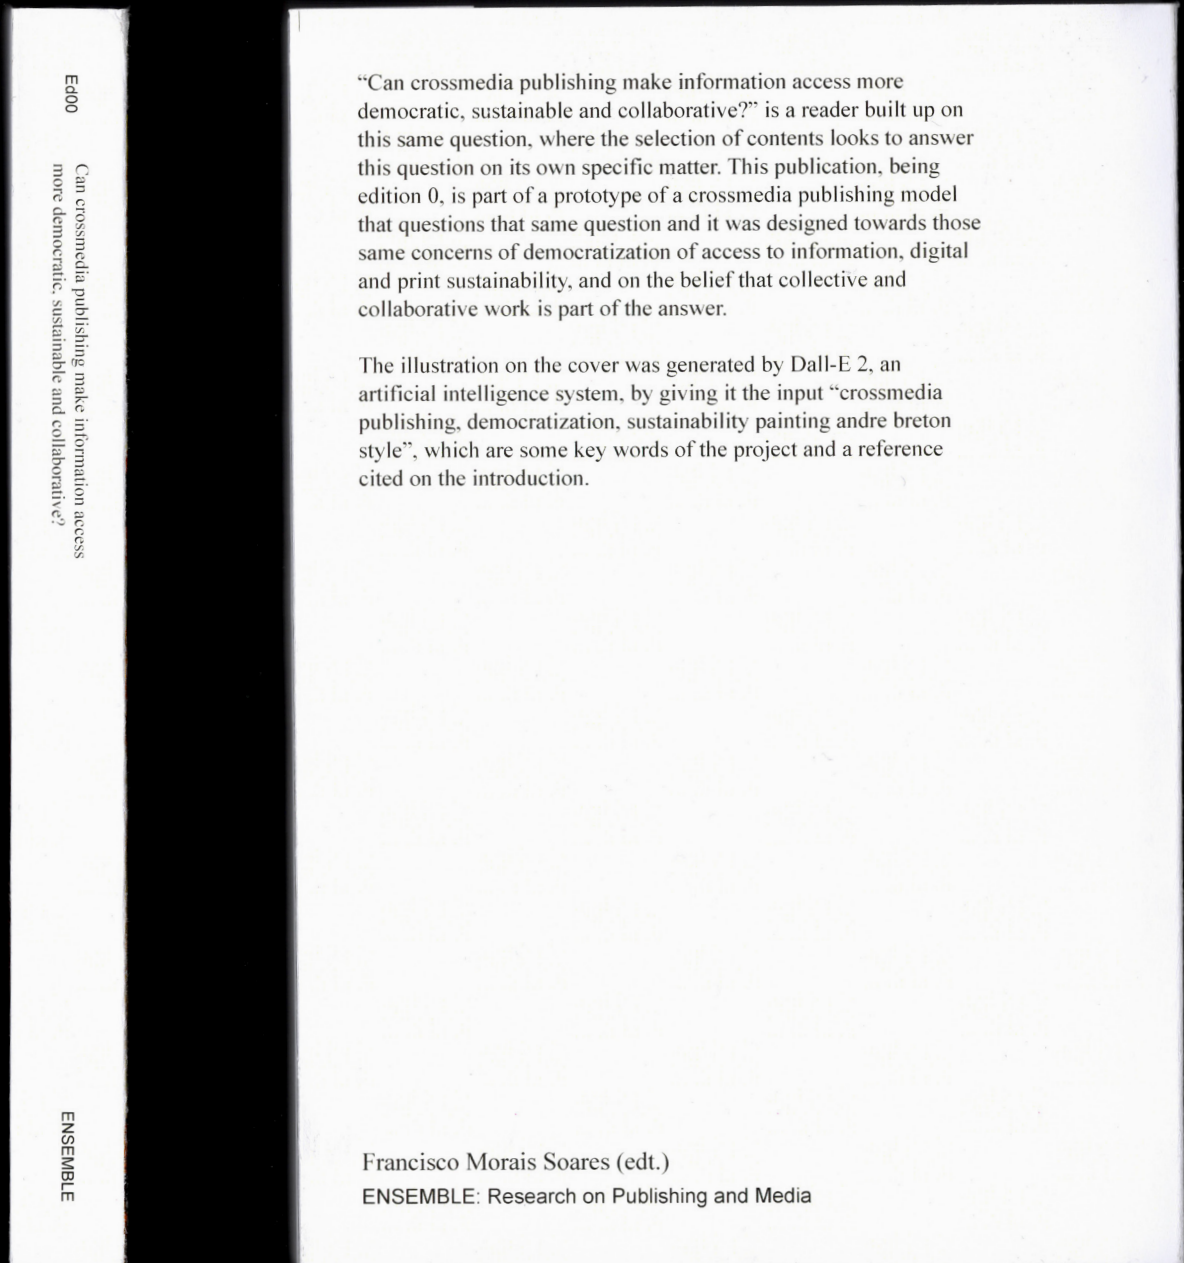 Ed00
Can crossmedia publishing make information access
more democratic, sustainable and collaborative?
ENSEMBLE
“Can crossmedia publishing make information access more
democratic, sustainable and collaborative?” is a reader built up on
this same question, where the selection of contents looks to answer
this question on its own specific matter. This publication, being
edition 0, is part of a prototype of a crossmedia publishing model
that questions that same question and it was designed towards those
same concerns of democratization of access to information, digital
and print sustainability, and on the belief that collective and
collaborative work is part of the answer.
The illustration on the cover was generated by Dall-E 2, an
artificial intelligence system, by giving it the input “crossmedia
publishing, democratization, sustainability painting andre breton
style”, which are some key words of the project and a reference
cited on the introduction.
Francisco Morais Soares (edt.)
ENSEMBLE: Research on Publishing and Media